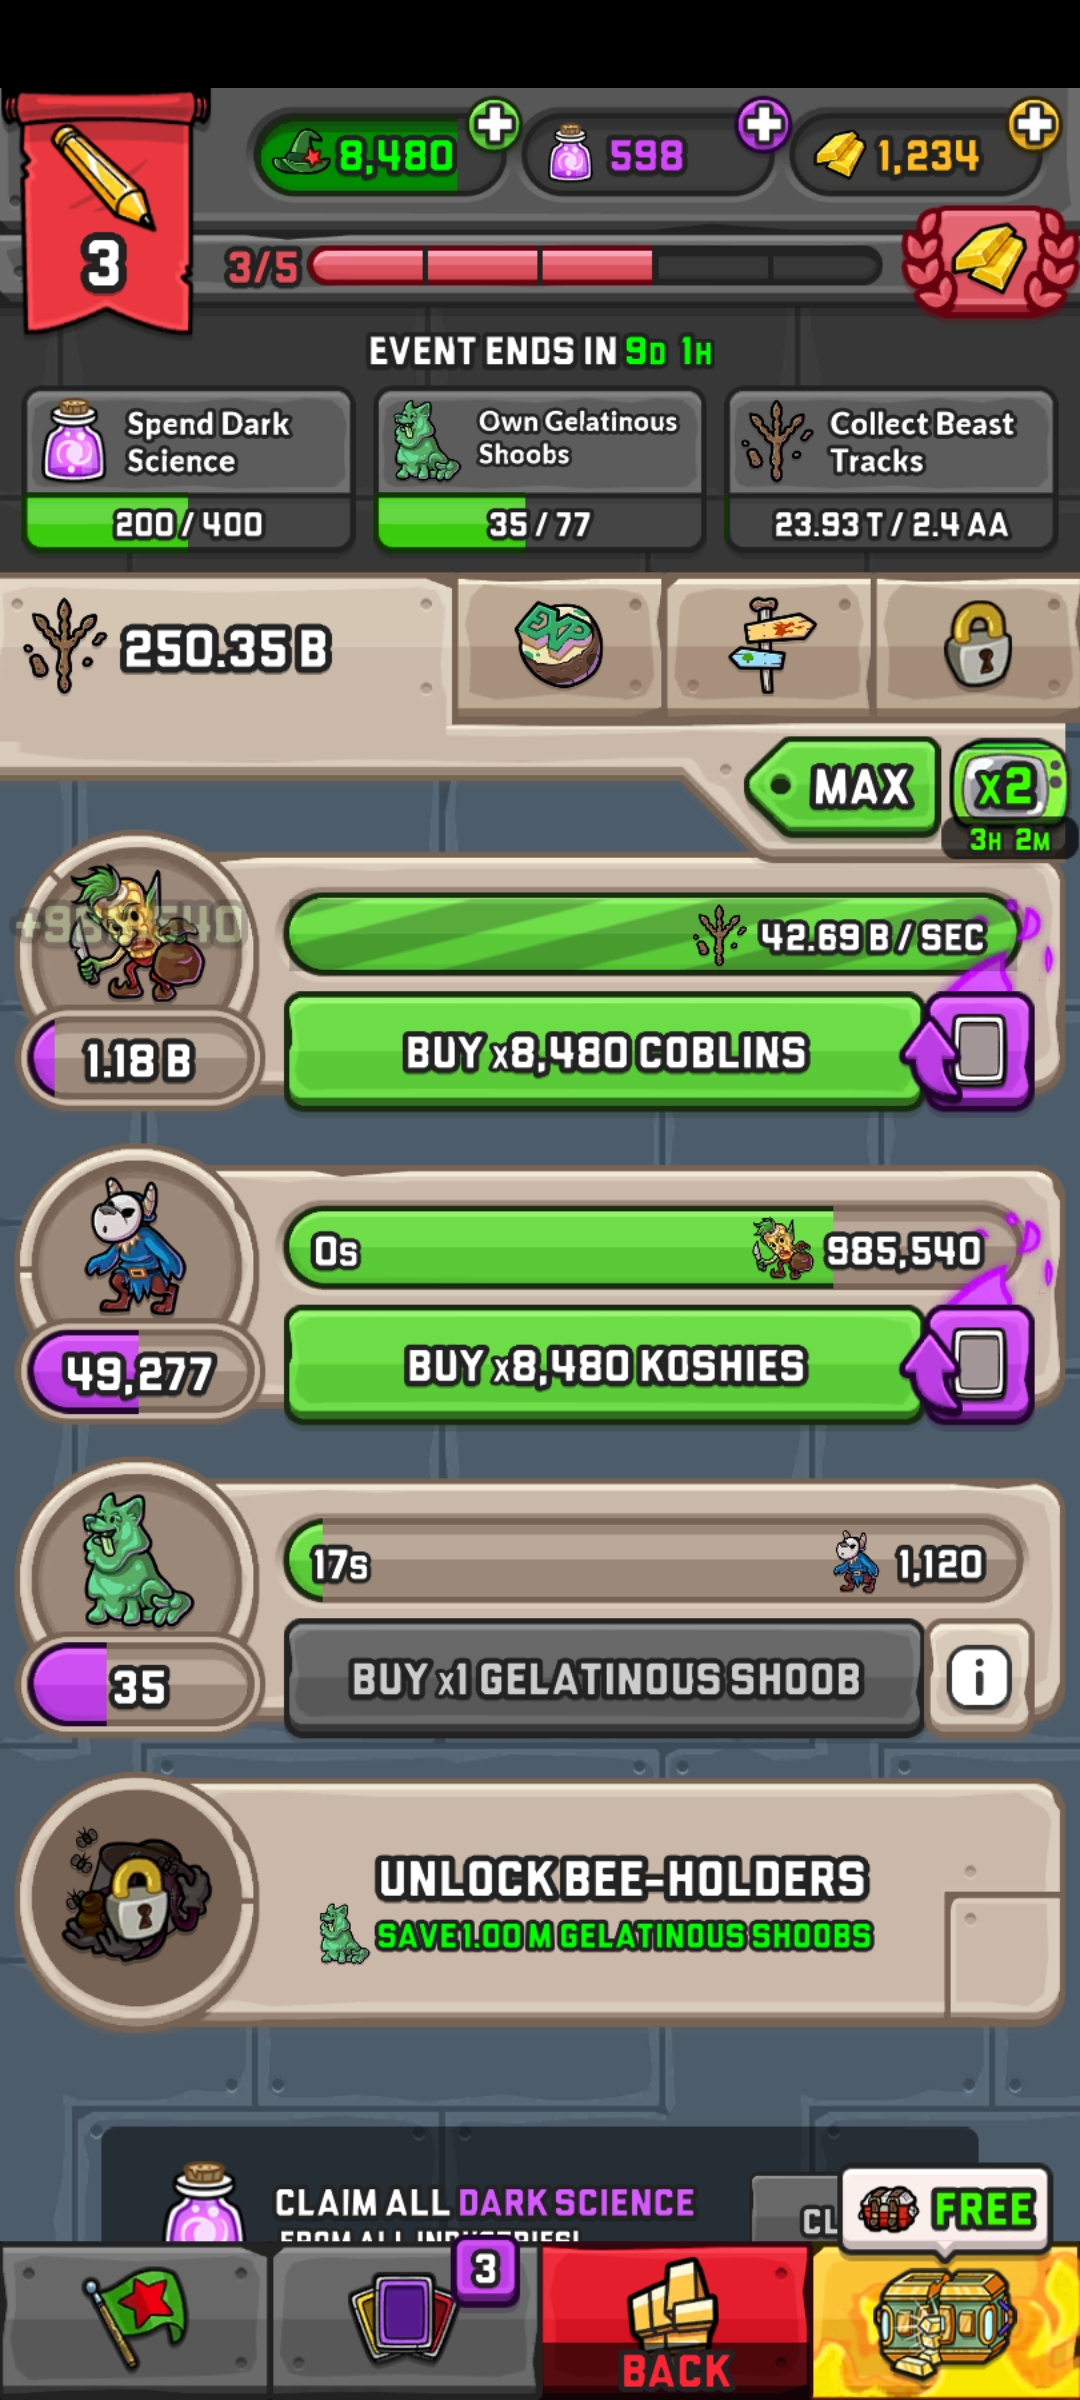 8,480
598
1,234
3
3/5
EVENT ENDS IN 9D 1H
Spend Dark
Science
200 / 400
Own Gelatinous
Shoobs
35 / 77
Collect Beast
Tracks
23.93 T / 2.4 AA
250.35 B
EXP
MAX
x2
3H 2M
42.69 B / SEC
1.18 B
BUY x8,480 COBLINS
0s
985,540
49,277
BUY x8,480 KOSHIES
17s
1,120
35
BUY x1 GELATINOUS SHOOB
i
UNLOCK BEE-HOLDERS
SAVE 1.00 M GELATINOUS SHOOBS
CLAIM ALL DARK SCIENCE
FROM ALL INDUSTRIES!
FREE
3
BACK